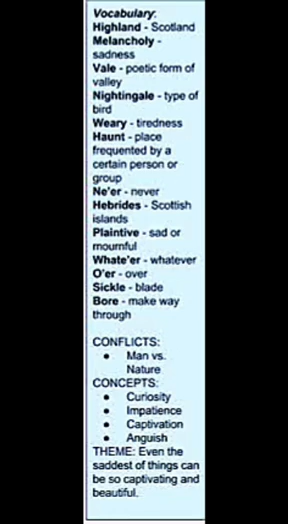 Vocabulary:
Highland - Scotland
Melancholy -
sadness
Vale - poetic form of
valley
Nightingale - type of
bird
Weary - tiredness
Haunt - place
frequented by a
certain person or
group
Ne'er - never
Hebrides - Scottish
islands
Plaintive - sad or
mournful
Whate'er - whatever
O'er - over
Sickle - blade
Bore - make way
through
CONFLICTS:
● Man vs.
Nature
CONCEPTS:
● Curiosity
● Impatience
● Captivation
● Anguish
THEME: Even the
saddest of things can
be so captivating and
beautiful.